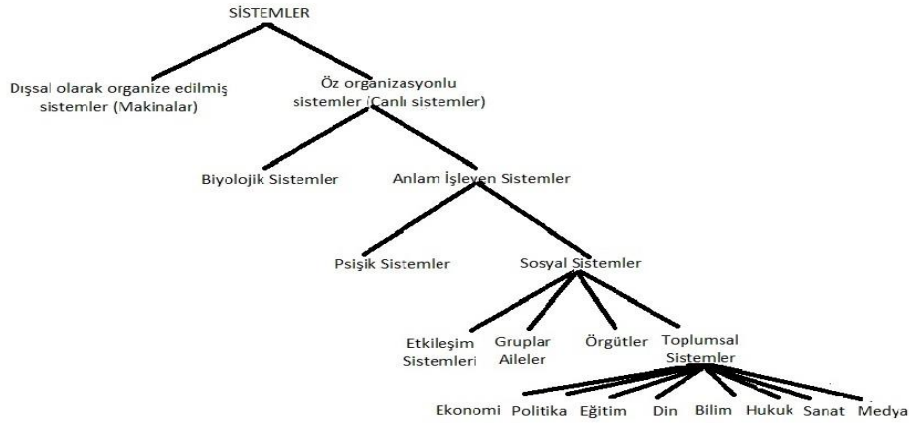 SİSTEMLER
Dışsal olarak organize edilmiş
sistemler (Makinalar)
Öz organizasyonlu
sistemler (Canlı sistemler)
Biyolojik Sistemler
Anlam İşleyen Sistemler
Psişik Sistemler
Sosyal Sistemler
Etkileşim
Sistemleri
Gruplar
Aileler
Örgütler
Toplumsal
Sistemler
Ekonomi Politika Eğitim Din Bilim Hukuk Sanat Medya